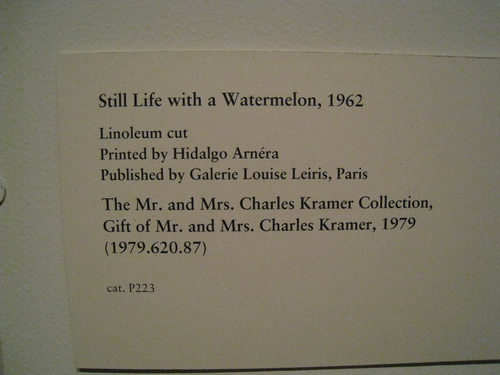 Still Life with a Watermelon, 1962
Linoleum cut
Printed by Hidalgo Arnéra
Published by Galerie Louise Leiris, Paris
The Mr. and Mrs. Charles Kramer Collection,
Gift of Mr. and Mrs. Charles Kramer, 1979
(1979.620.87)
cat. P223